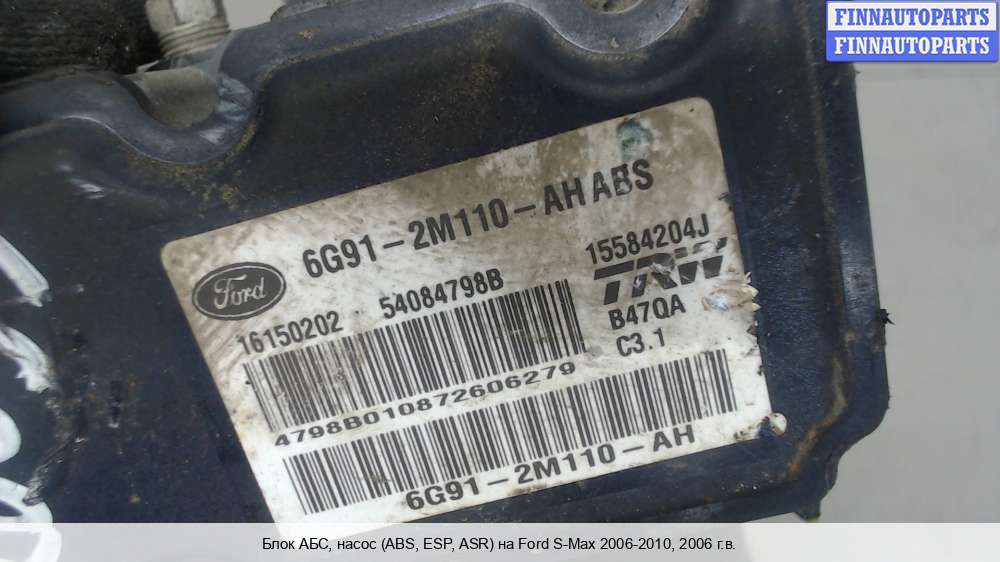 FINNAUTOPARTS
FINNAUTOPARTS
6G91-2M110-AH ABS
Ford
16150202 54084798B
15584204J
TRW
B47QA
C3.1
4798B010872606279
6G91-2M110-AH
Блок АБС, насос (ABS, ESP, ASR) на Ford S-Max 2006-2010, 2006 г.в.